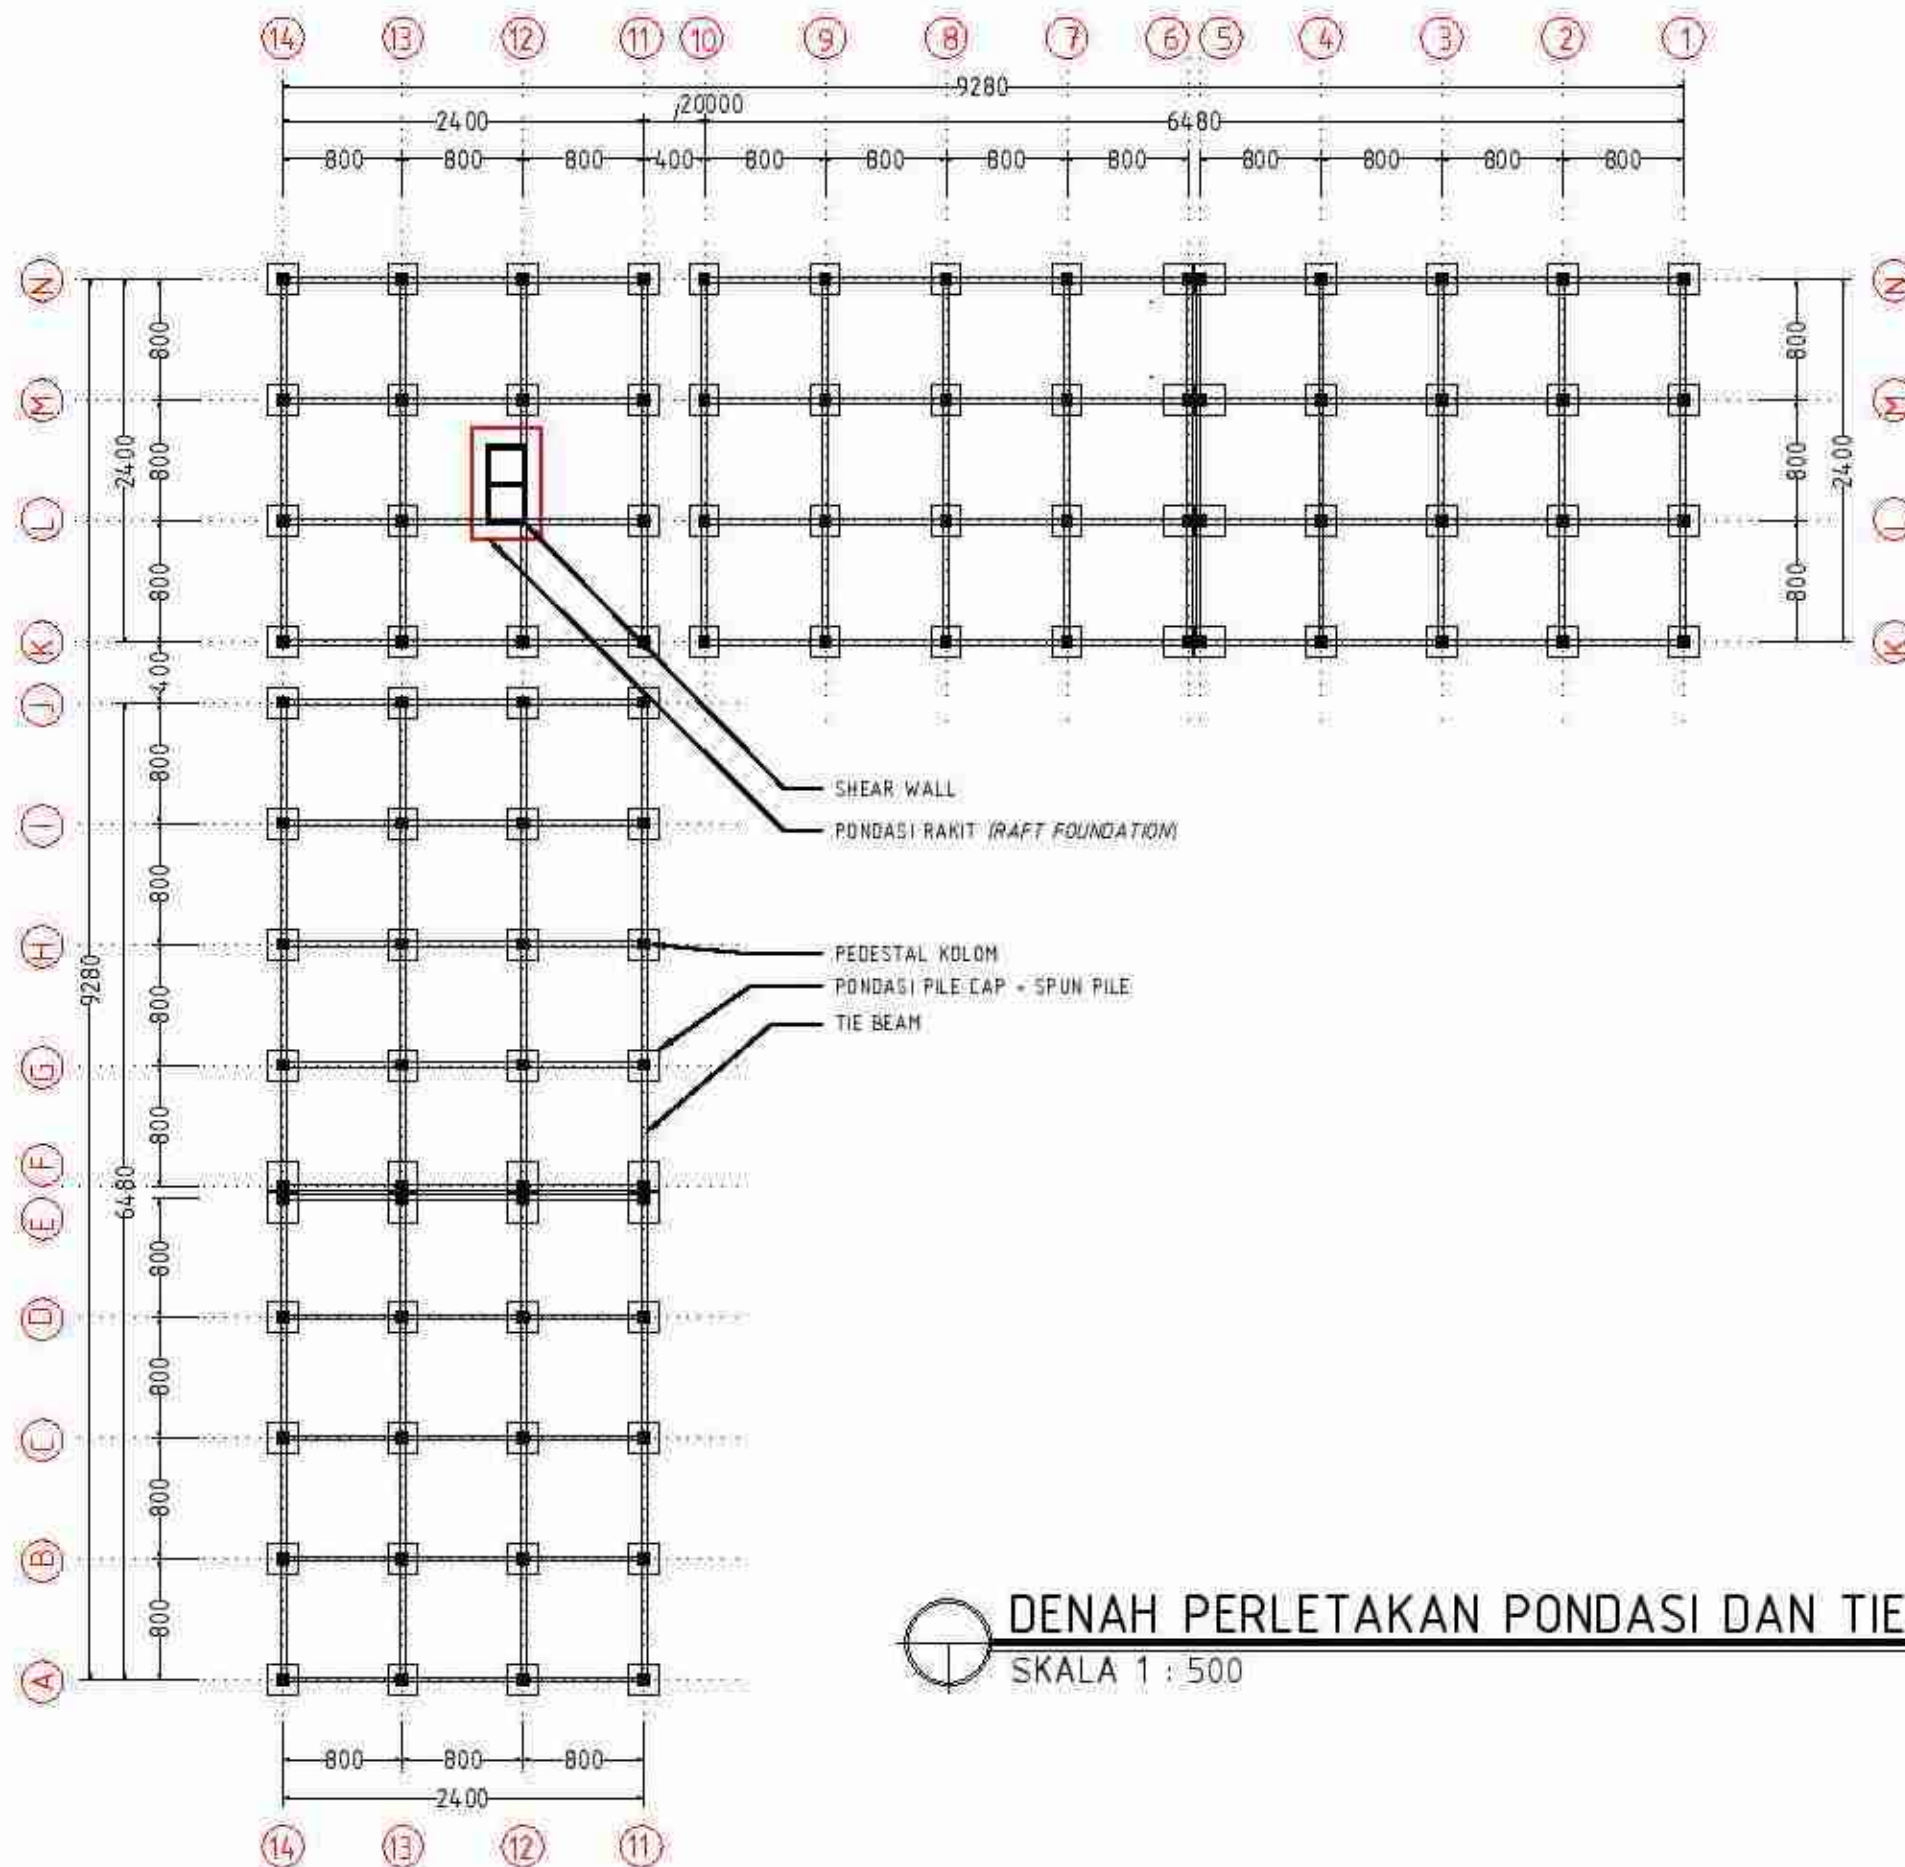 14 13 12 11 10 9 8 7 6 5 4 3 2 1
9280
2400 20000 6480
800 800 800 400 800 800 800 800 800 800 800 800
N N
800 800
M M
2400 800 800 2400
L L
800 800
K K
400
J
800
SHEAR WALL
I
PONDASI RAKIT (RAFT FOUNDATION)
800
H
PEDESTAL KOLOM
9280
PONDASI PILE CAP + SPUN PILE
800
TIE BEAM
G
800
F
6480
E
800
D
800
C
800
B
DENAH PERLETAKAN PONDASI DAN TIE
800
SKALA 1 : 500
A
800 800 800
2400
14 13 12 11